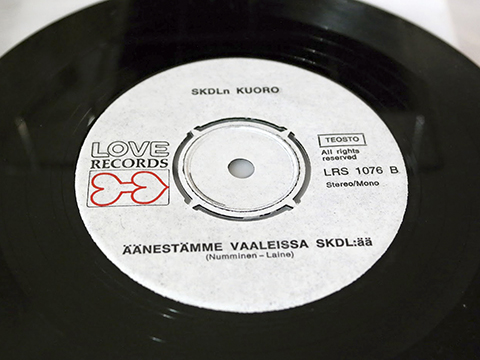 SKDLn KUORO
LOVE
RECORDS
TEOSTO
All rights
reserved
LRS 1076 B
Stereo/Mono
ÄÄNESTÄMME VAALEISSA SKDL:ää
(Numminen – Laine)